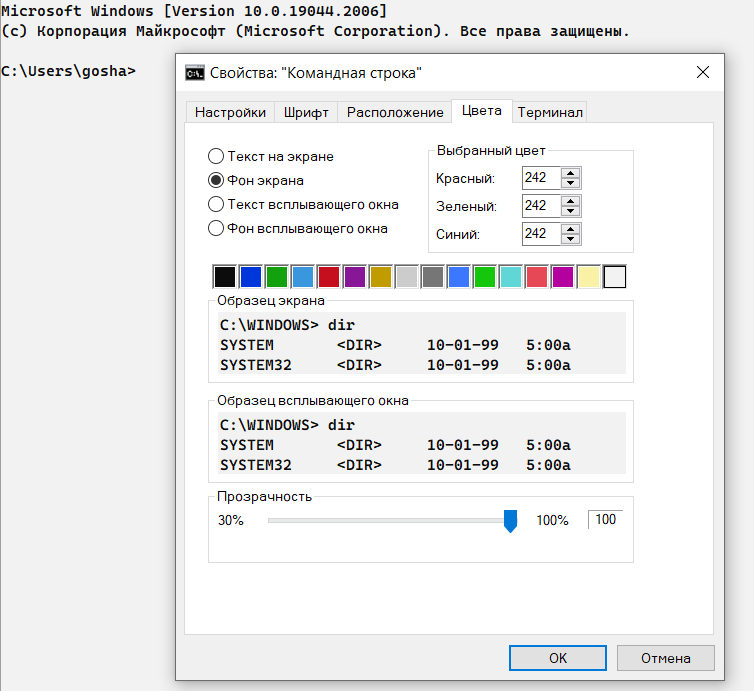 Microsoft Windows [Version 10.0.19044.2006]
(c) Корпорация Майкрософт (Microsoft Corporation). Все права защищены.
C:\Users\gosha>
Свойства: "Командная строка"
Настройки Шрифт Расположение Цвета Терминал
Текст на экране
Фон экрана
Текст всплывающего окна
Фон всплывающего окна
Выбранный цвет
Красный: 242
Зеленый: 242
Синий: 242
Образец экрана
C:\WINDOWS> dir
SYSTEM <DIR> 10-01-99 5:00a
SYSTEM32 <DIR> 10-01-99 5:00a
Образец всплывающего окна
C:\WINDOWS> dir
SYSTEM <DIR> 10-01-99 5:00a
SYSTEM32 <DIR> 10-01-99 5:00a
Прозрачность
30% 100% 100
OK Отмена